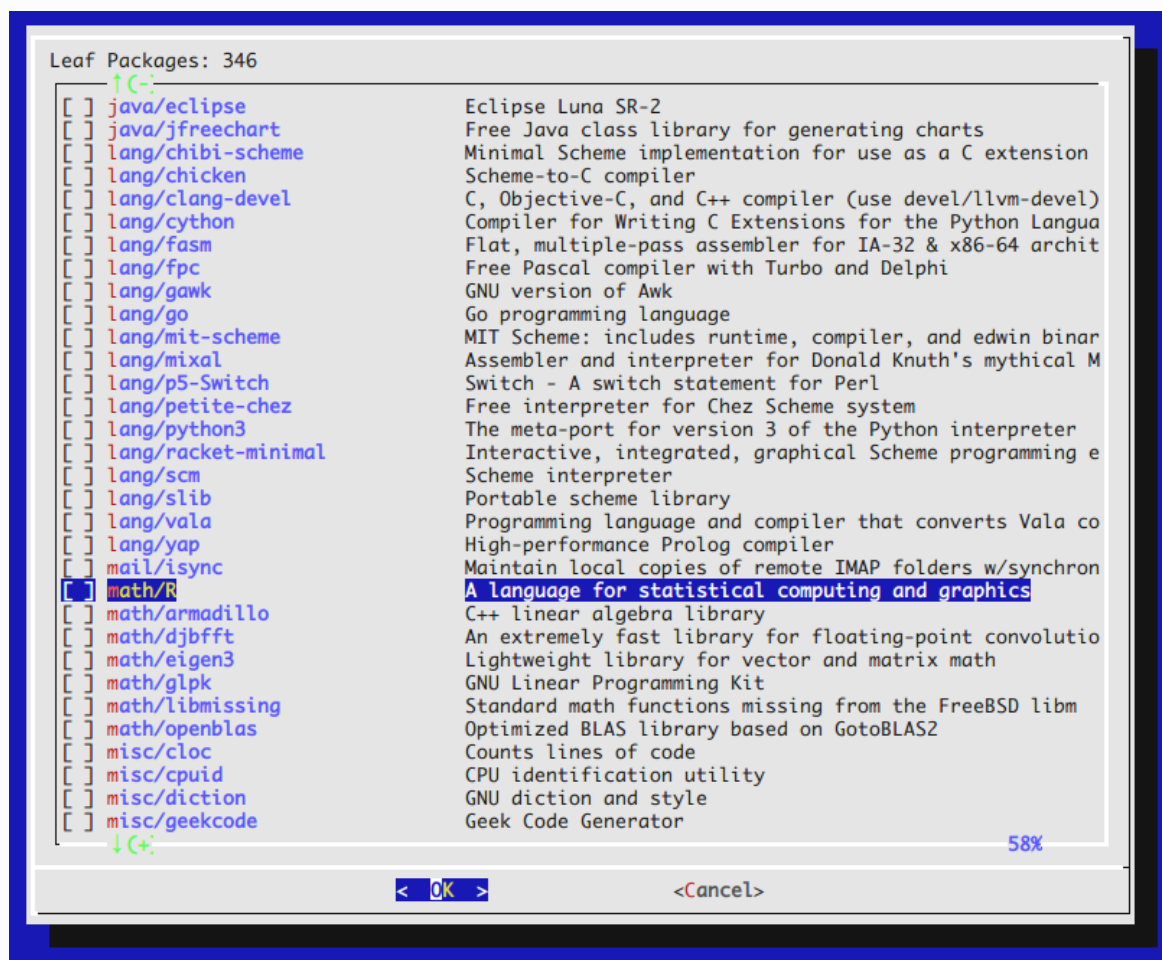 Leaf Packages: 346
↑(-)
[ ] java/eclipse Eclipse Luna SR-2
[ ] java/jfreechart Free Java class library for generating charts
[ ] lang/chibi-scheme Minimal Scheme implementation for use as a C extension
[ ] lang/chicken Scheme-to-C compiler
[ ] lang/clang-devel C, Objective-C, and C++ compiler (use devel/llvm-devel)
[ ] lang/cython Compiler for Writing C Extensions for the Python Langua
[ ] lang/fasm Flat, multiple-pass assembler for IA-32 & x86-64 archit
[ ] lang/fpc Free Pascal compiler with Turbo and Delphi
[ ] lang/gawk GNU version of Awk
[ ] lang/go Go programming language
[ ] lang/mit-scheme MIT Scheme: includes runtime, compiler, and edwin binar
[ ] lang/mixal Assembler and interpreter for Donald Knuth's mythical M
[ ] lang/p5-Switch Switch - A switch statement for Perl
[ ] lang/petite-chez Free interpreter for Chez Scheme system
[ ] lang/python3 The meta-port for version 3 of the Python interpreter
[ ] lang/racket-minimal Interactive, integrated, graphical Scheme programming e
[ ] lang/scm Scheme interpreter
[ ] lang/slib Portable scheme library
[ ] lang/vala Programming language and compiler that converts Vala co
[ ] lang/yap High-performance Prolog compiler
[ ] mail/isync Maintain local copies of remote IMAP folders w/synchron
[ ] math/R A language for statistical computing and graphics
[ ] math/armadillo C++ linear algebra library
[ ] math/djbfft An extremely fast library for floating-point convolutio
[ ] math/eigen3 Lightweight library for vector and matrix math
[ ] math/glpk GNU Linear Programming Kit
[ ] math/libmissing Standard math functions missing from the FreeBSD libm
[ ] math/openblas Optimized BLAS library based on GotoBLAS2
[ ] misc/cloc Counts lines of code
[ ] misc/cpuid CPU identification utility
[ ] misc/diction GNU diction and style
[ ] misc/geekcode Geek Code Generator
↓(+) 58%
< OK > <Cancel>